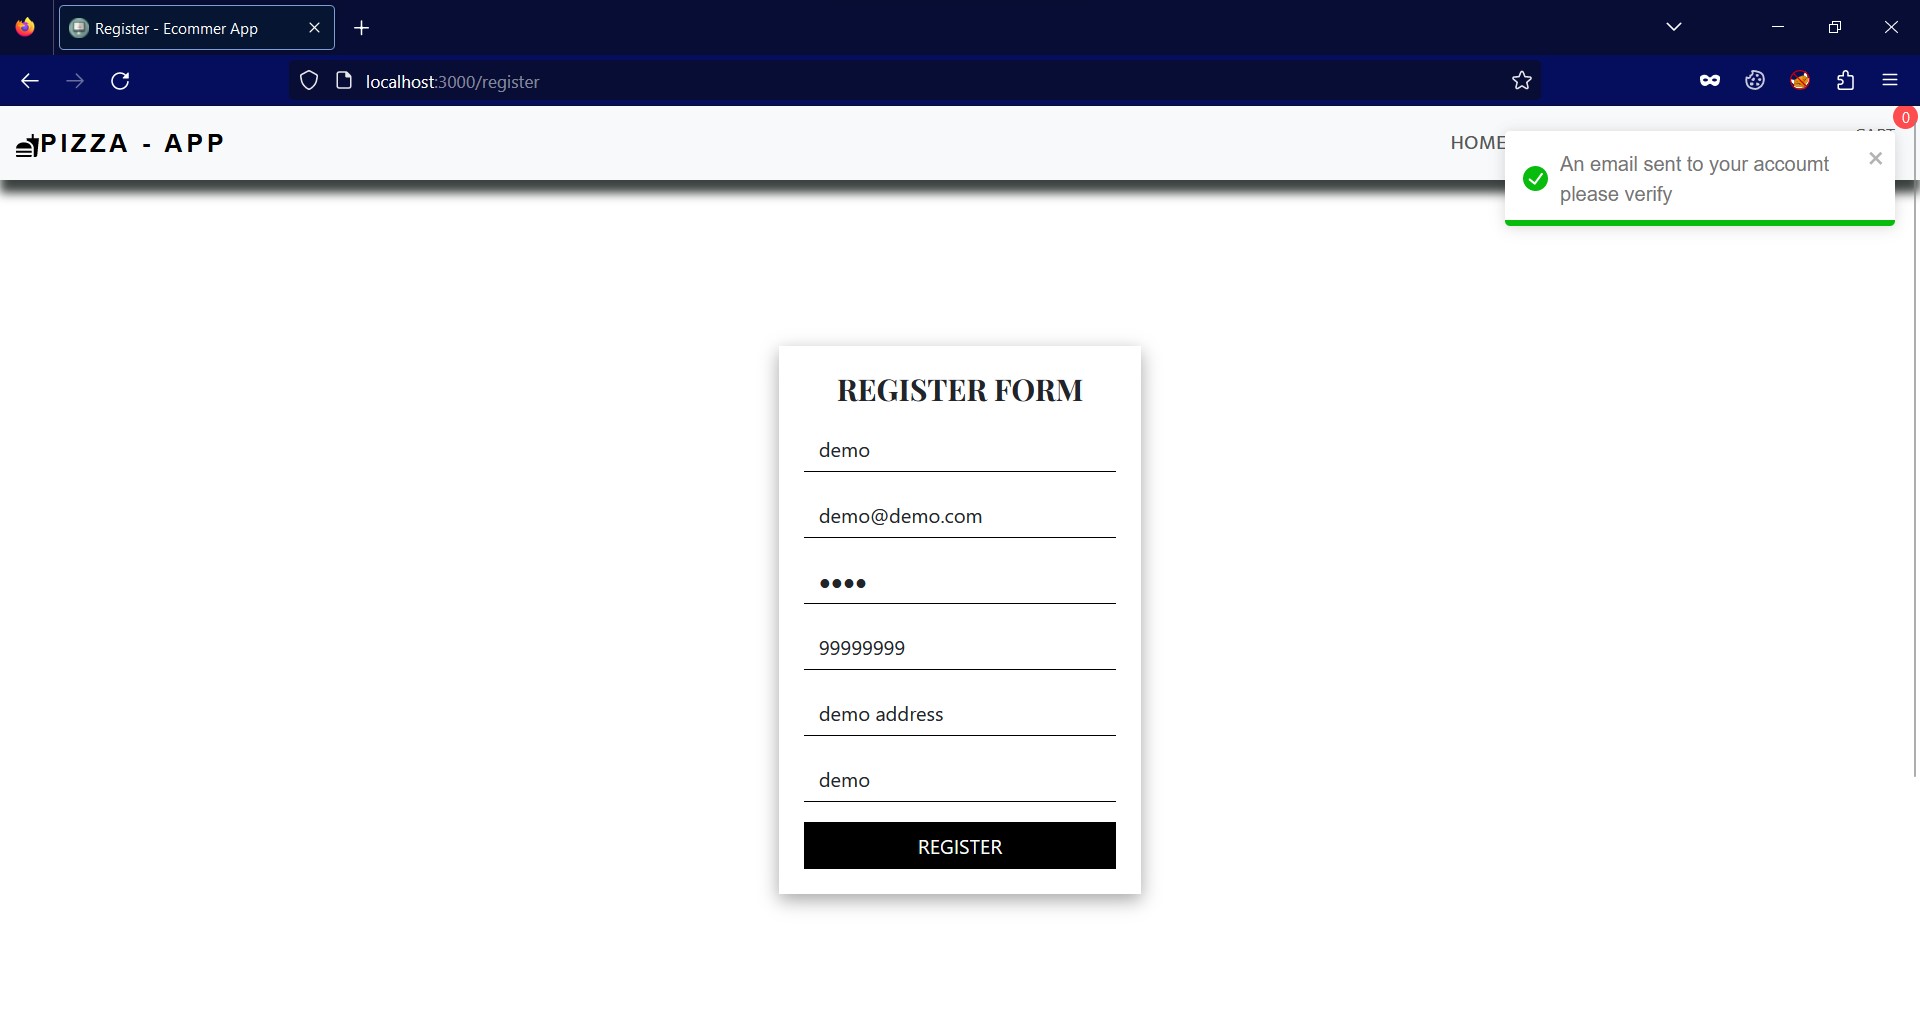 Register - Ecommer App
localhost:3000/register
0
PIZZA - APP
HOME
CART
An email sent to your accoumt
please verify
REGISTER FORM
demo
demo@demo.com
••••
99999999
demo address
demo
REGISTER